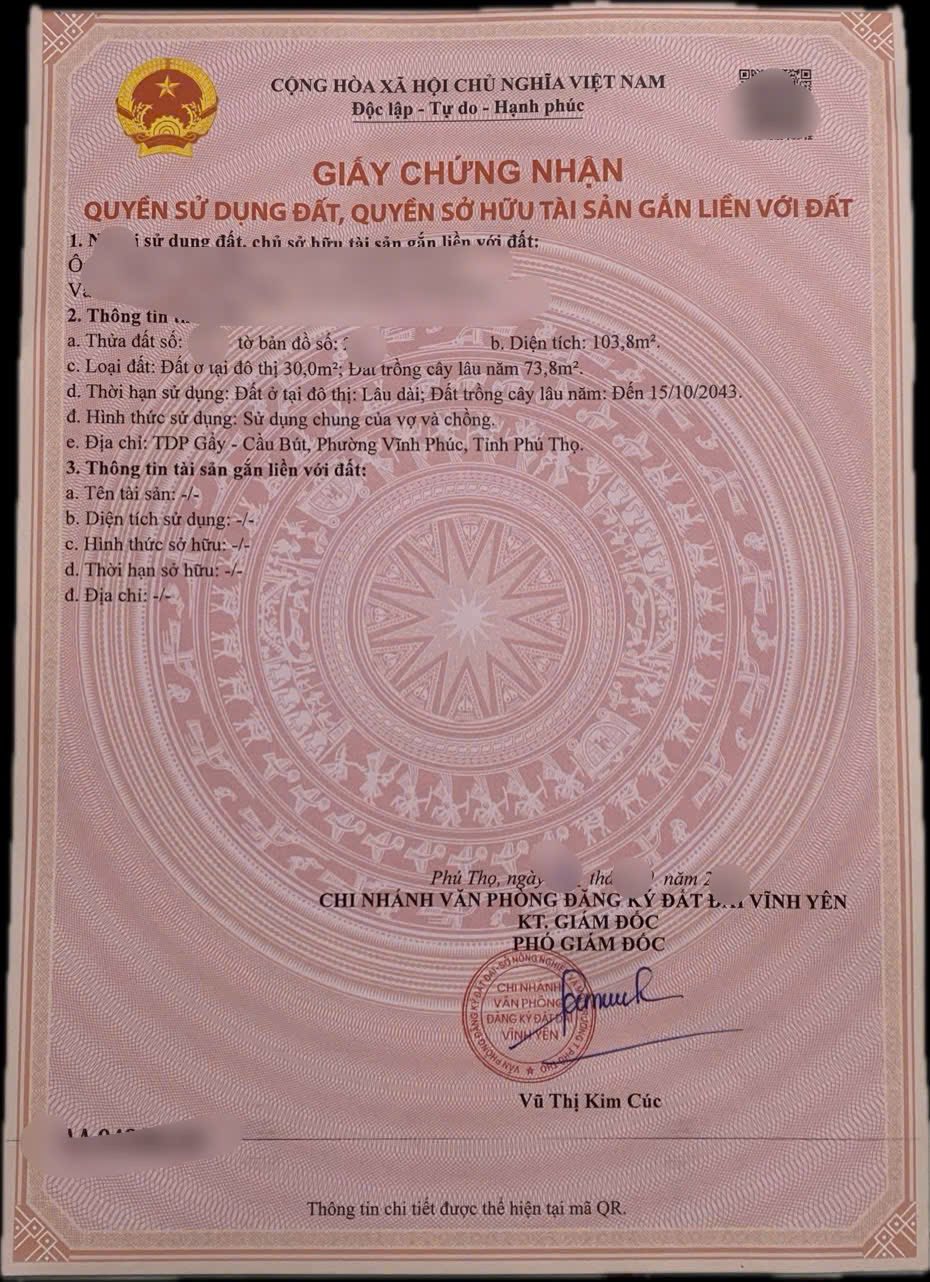 CỘNG HÒA XÃ HỘI CHỦ NGHĨA VIỆT NAM
Độc lập - Tự do - Hạnh phúc
GIẤY CHỨNG NHẬN
QUYỀN SỬ DỤNG ĐẤT, QUYỀN SỞ HỮU TÀI SẢN GẮN LIỀN VỚI ĐẤT
1. sử dụng đất, chủ sở hữu tài sản gắn liền với đất:
2. Thông tin
a. Thửa đất số: tờ bản đồ số: b. Diện tích: 103,8m².
c. Loại đất: Đất ở tại đô thị 30,0m²; Đất trồng cây lâu năm 73,8m².
d. Thời hạn sử dụng: Đất ở tại đô thị: Lâu dài; Đất trồng cây lâu năm: Đến 15/10/2043.
đ. Hình thức sử dụng: Sử dụng chung của vợ và chồng.
e. Địa chỉ: TDP Gẩy - Cầu Bút, Phường Vĩnh Phúc, Tỉnh Phú Thọ.
3. Thông tin tài sản gắn liền với đất:
a. Tên tài sản: -/-
b. Diện tích sử dụng: -/-
c. Hình thức sở hữu: -/-
d. Thời hạn sở hữu: -/-
đ. Địa chỉ: -/-
Phú Thọ, ngày năm
CHI NHÁNH VĂN PHÒNG ĐĂNG KÝ ĐẤT VĨNH YÊN
KT. GIÁM ĐỐC
PHÓ GIÁM ĐỐC
CHI NHÁNH
VĂN PHÒNG
ĐĂNG KÝ ĐẤT ĐAI
VĨNH YÊN
Vũ Thị Kim Cúc
Thông tin chi tiết được thể hiện tại mã QR.